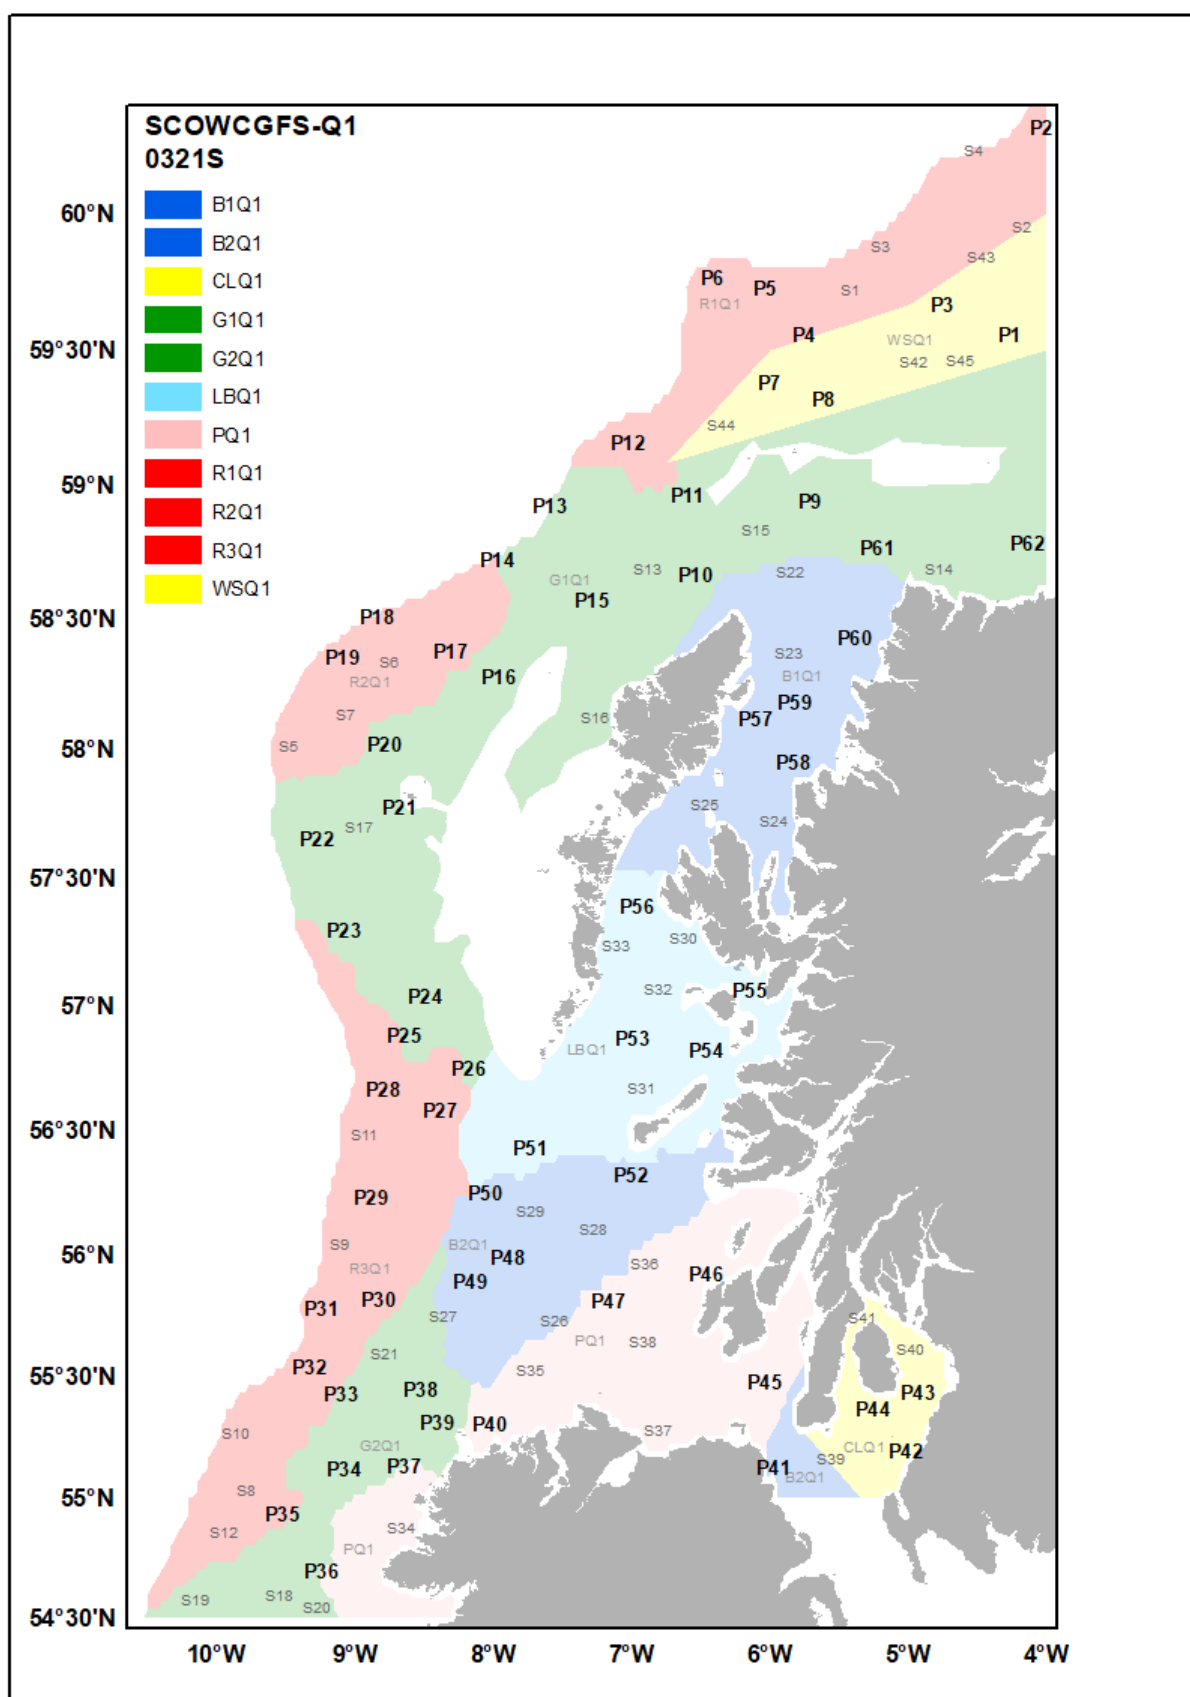 SCOWCGFS-Q1
0321S
B1Q1
B2Q1
CLQ1
G1Q1
G2Q1
LBQ1
PQ1
R1Q1
R2Q1
R3Q1
WSQ1
60°N
59°30'N
59°N
58°30'N
58°N
57°30'N
57°N
56°30'N
56°N
55°30'N
55°N
54°30'N
10°W 9°W 8°W 7°W 6°W 5°W 4°W
P2
S4
S2
S3
S43
P6
P5
S1
R1Q1
P3
P4
WSQ1
P1
S42
S45
P7
P8
S44
P12
P11
P13
P9
S15
P62
P61
P14
S13
P10
S22
S14
G1Q1
P15
P18
P60
P19
S6
P17
S23
R2Q1
P16
B1Q1
P59
S7
S16
P57
S5
P20
P58
P21
S25
S17
S24
P22
P56
P23
S33
S30
P24
S32
P55
P25
P53
LBQ1
P54
P26
P28
S31
P27
S11
P51
P52
P50
P29
S29
S28
S9
B2Q1
P48
R3Q1
S36
P46
P49
P30
P47
P31
S27
S26
S41
PQ1
S38
S21
S40
P32
S35
P33
P38
P45
P43
P44
P39
P40
S10
S37
G2Q1
CLQ1
P42
P34
P37
P41
S39
B2Q1
S8
P35
S12
S34
PQ1
P36
S19
S18
S20